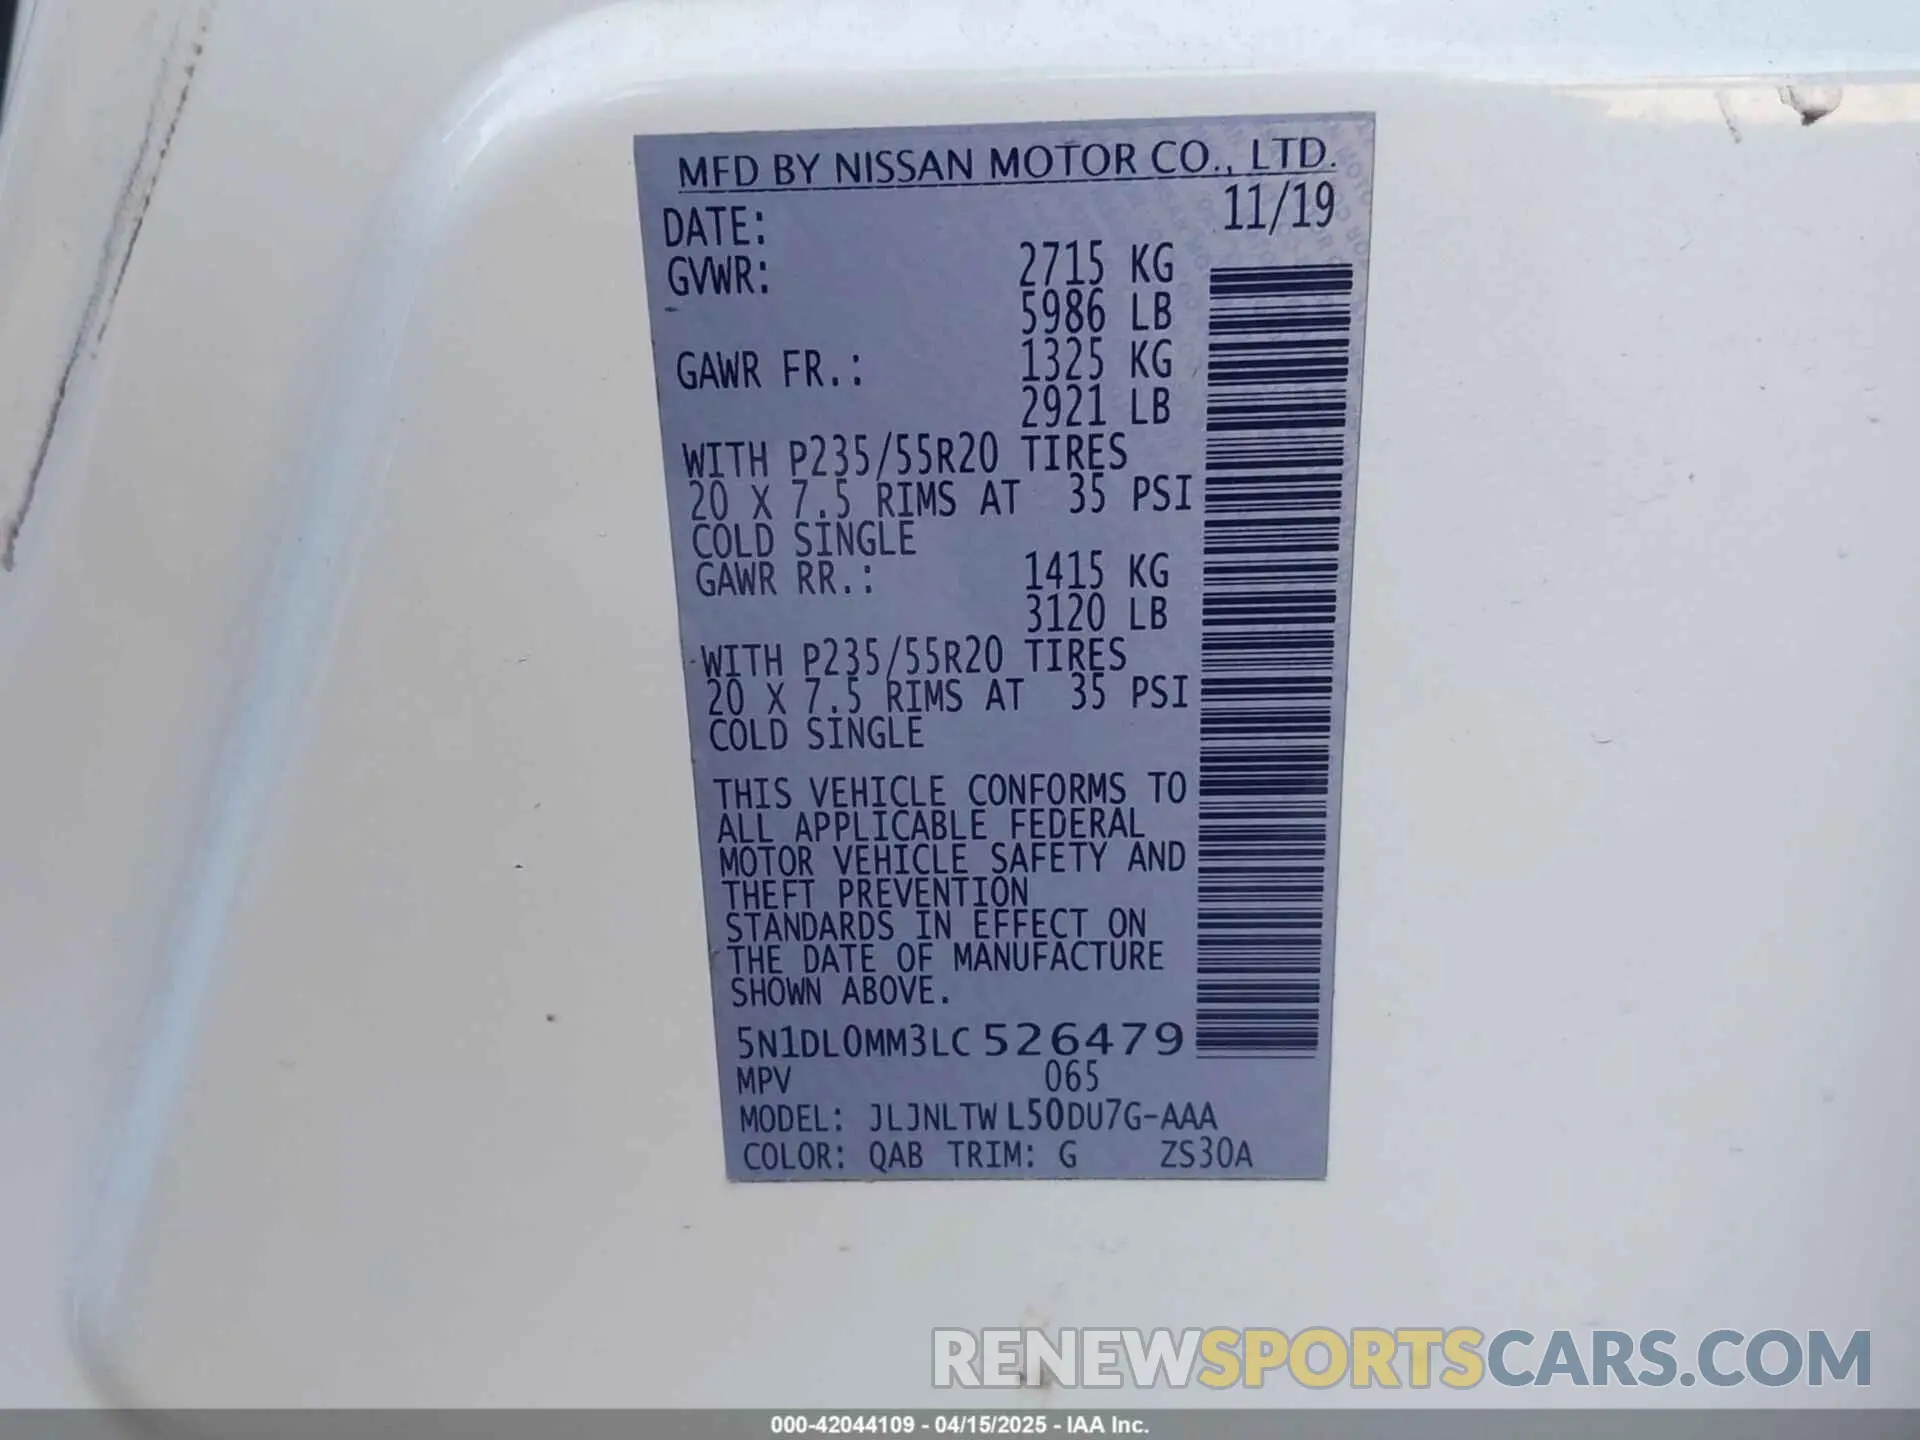 MFD BY NISSAN MOTOR CO., LTD.
DATE: 11/19
GVWR: 2715 KG
5986 LB
GAWR FR.: 1325 KG
2921 LB
WITH P235/55R20 TIRES
20 X 7.5 RIMS AT 35 PSI
COLD SINGLE
GAWR RR.: 1415 KG
3120 LB
WITH P235/55R20 TIRES
20 X 7.5 RIMS AT 35 PSI
COLD SINGLE
THIS VEHICLE CONFORMS TO
ALL APPLICABLE FEDERAL
MOTOR VEHICLE SAFETY AND
THEFT PREVENTION
STANDARDS IN EFFECT ON
THE DATE OF MANUFACTURE
SHOWN ABOVE.
5N1DL0MM3LC526479
MPV 065
MODEL: JLJNLTW L50DU7G-AAA
COLOR: QAB TRIM: G ZS30A
RENEWSPORTSCARS.COM
000-42044109 - 04/15/2025 - IAA Inc.